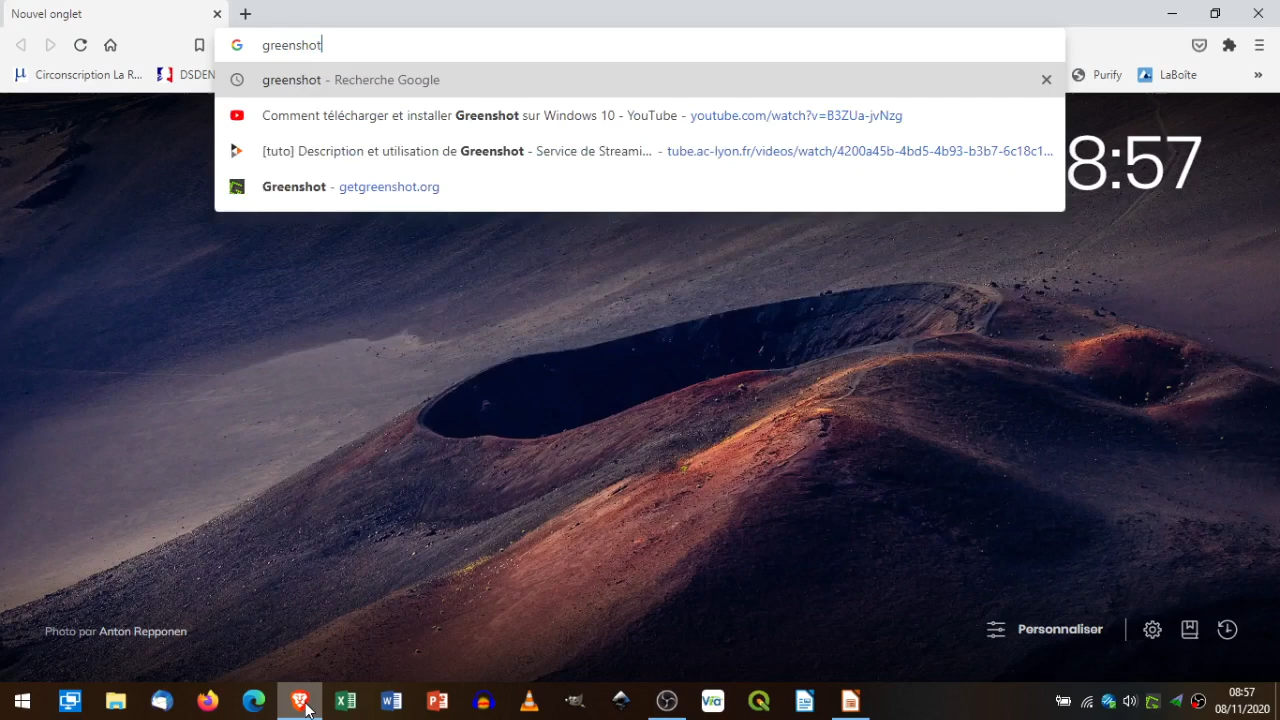 Nouvel onglet
greenshot
Circonscription La R...
DSDEN
Purify
LaBoîte
»
greenshot - Recherche Google
Comment télécharger et installer Greenshot sur Windows 10 - YouTube - youtube.com/watch?v=B3ZUa-jvNzg
[tuto] Description et utilisation de Greenshot - Service de Streami... - tube.ac-lyon.fr/videos/watch/4200a45b-4bd5-4b93-b3b7-6c18c1...
Greenshot - getgreenshot.org
8:57
Photo par Anton Repponen
Personnaliser
Via
08:57
08/11/2020